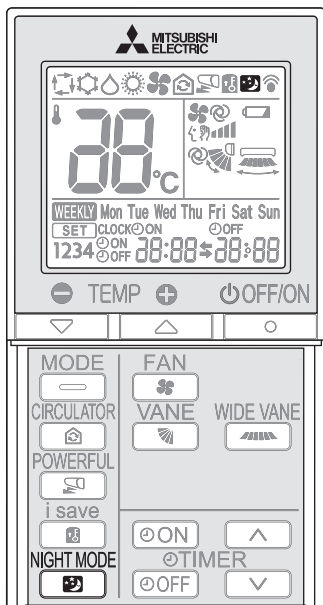 MITSUBISHI
ELECTRIC
88°C
WEEKLY Mon Tue Wed Thu Fri Sat Sun
SET CLOCK ON OFF
1234 ON 88:88 88:88
OFF
TEMP OFF/ON
MODE FAN
CIRCULATOR VANE WIDE VANE
POWERFUL
i save
ON
NIGHT MODE TIMER
OFF